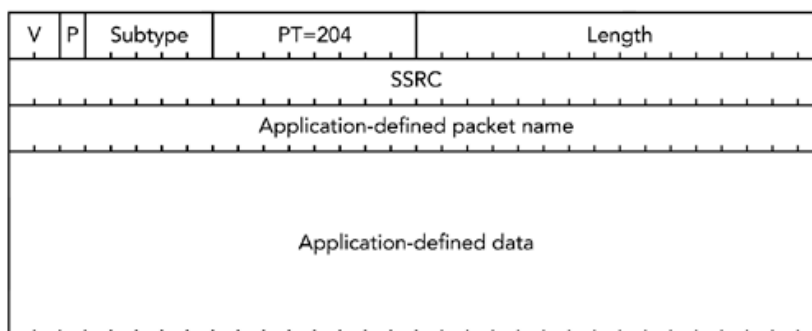 V P Subtype PT=204 Length
SSRC
Application-defined packet name
Application-defined data